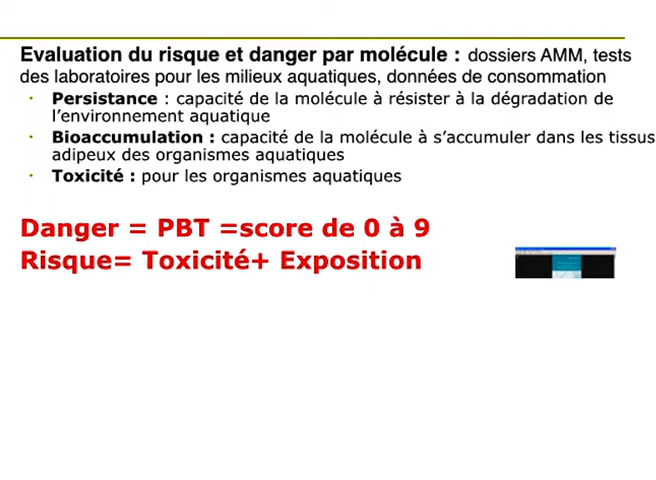 Evaluation du risque et danger par molécule : dossiers AMM, tests
des laboratoires pour les milieux aquatiques, données de consommation
· Persistance : capacité de la molécule à résister à la dégradation de
l'environnement aquatique
· Bioaccumulation : capacité de la molécule à s'accumuler dans les tissus
adipeux des organismes aquatiques
· Toxicité : pour les organismes aquatiques
Danger = PBT =score de 0 à 9
Risque= Toxicité+ Exposition